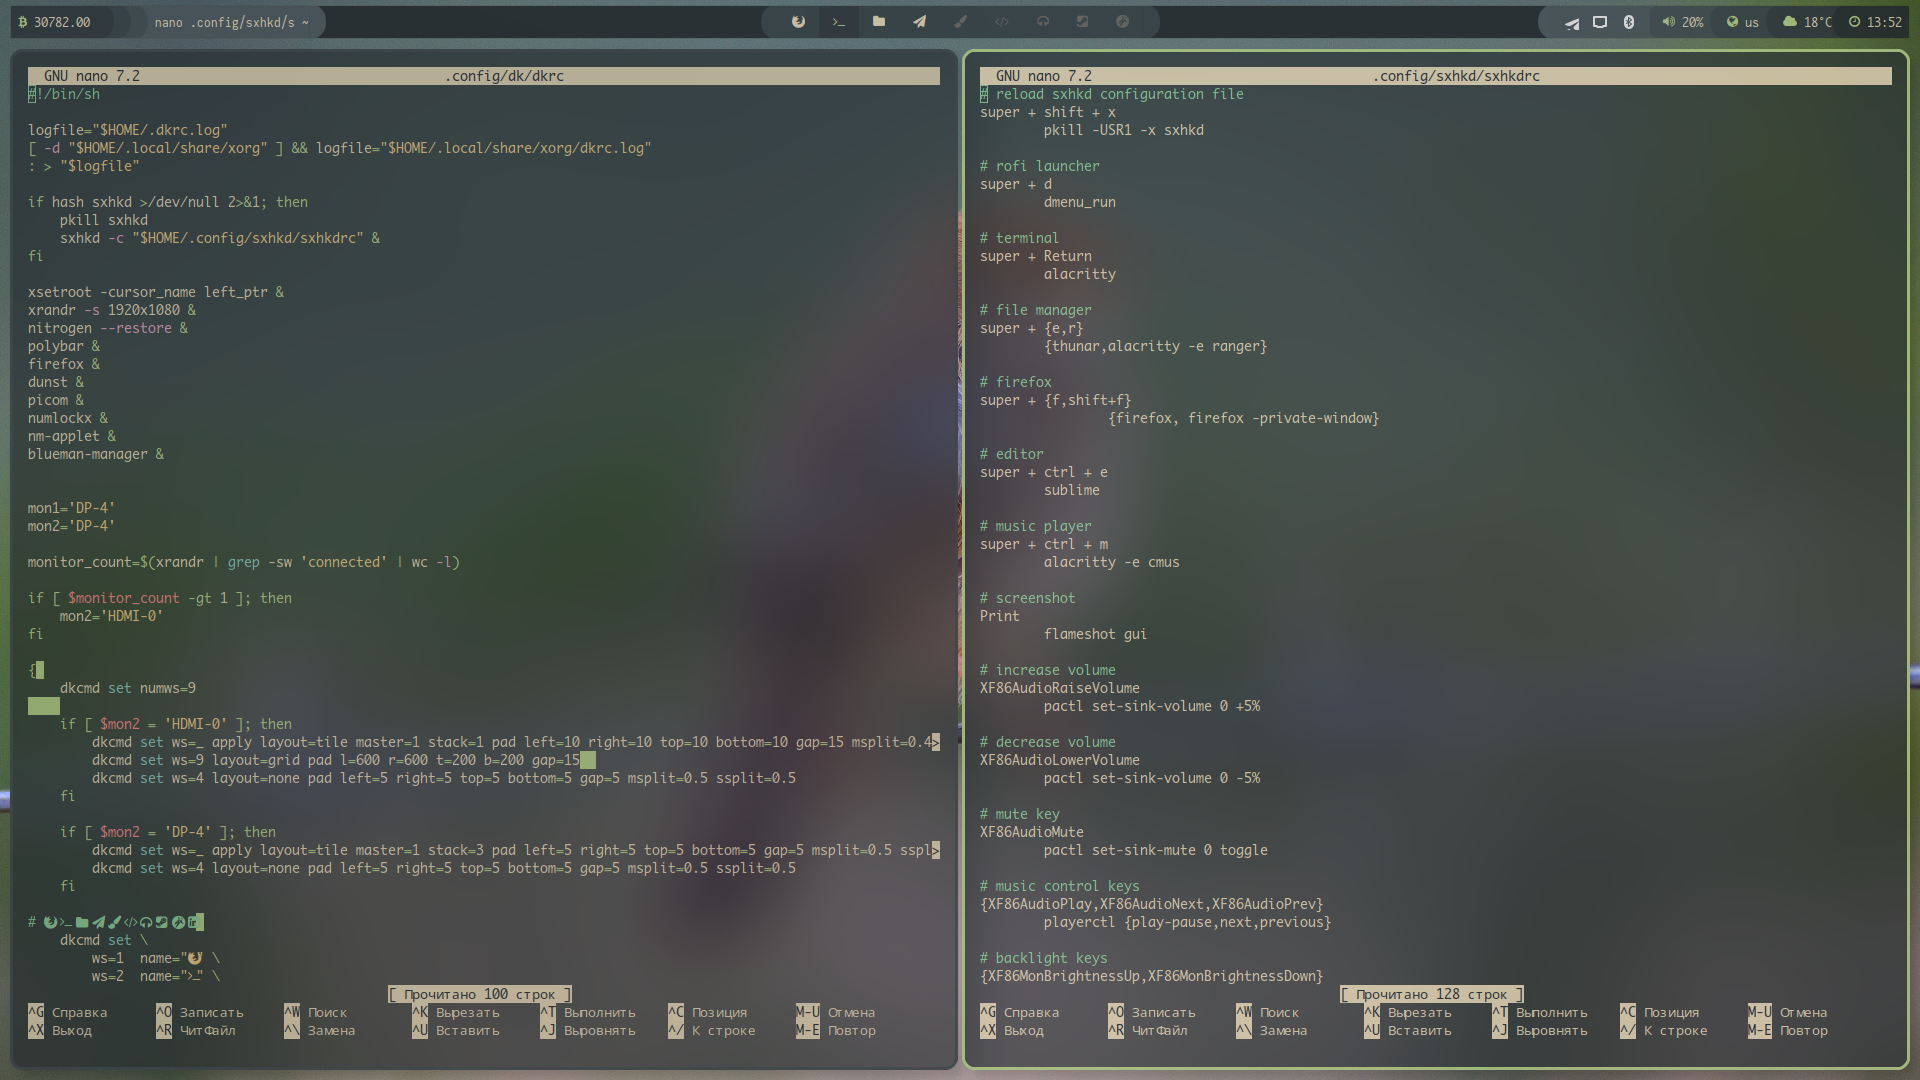 30782.00
nano .config/sxhkd/s ~
20%
us
18°C
13:52
GNU nano 7.2 .config/dk/dkrc
#!/bin/sh
logfile="$HOME/.dkrc.log"
[ -d "$HOME/.local/share/xorg" ] && logfile="$HOME/.local/share/xorg/dkrc.log"
: > "$logfile"
if hash sxhkd >/dev/null 2>&1; then
pkill sxhkd
sxhkd -c "$HOME/.config/sxhkd/sxhkdrc" &
fi
xsetroot -cursor_name left_ptr &
xrandr -s 1920x1080 &
nitrogen --restore &
polybar &
firefox &
dunst &
picom &
numlockx &
nm-applet &
blueman-manager &
mon1='DP-4'
mon2='DP-4'
monitor_count=$(xrandr | grep -sw 'connected' | wc -l)
if [ $monitor_count -gt 1 ]; then
mon2='HDMI-0'
fi
{
dkcmd set numws=9
if [ $mon2 = 'HDMI-0' ]; then
dkcmd set ws=_ apply layout=tile master=1 stack=1 pad left=10 right=10 top=10 bottom=10 gap=15 msplit=0.4>
dkcmd set ws=9 layout=grid pad l=600 r=600 t=200 b=200 gap=15
dkcmd set ws=4 layout=none pad left=5 right=5 top=5 bottom=5 gap=5 msplit=0.5 ssplit=0.5
fi
if [ $mon2 = 'DP-4' ]; then
dkcmd set ws=_ apply layout=tile master=1 stack=3 pad left=5 right=5 top=5 bottom=5 gap=5 msplit=0.5 sspl>
dkcmd set ws=4 layout=none pad left=5 right=5 top=5 bottom=5 gap=5 msplit=0.5 ssplit=0.5
fi
#
dkcmd set \
ws=1 name=" \
ws=2 name=">_" \
[ Прочитано 100 строк ]
^G Справка ^O Записать ^W Поиск ^K Вырезать ^T Выполнить ^C Позиция M-U Отмена
^X Выход ^R ЧитФайл ^\ Замена ^U Вставить ^J Выровнять ^/ К строке M-E Повтор
GNU nano 7.2 .config/sxhkd/sxhkdrc
# reload sxhkd configuration file
super + shift + x
pkill -USR1 -x sxhkd
# rofi launcher
super + d
dmenu_run
# terminal
super + Return
alacritty
# file manager
super + {e,r}
{thunar,alacritty -e ranger}
# firefox
super + {f,shift+f}
{firefox, firefox -private-window}
# editor
super + ctrl + e
sublime
# music player
super + ctrl + m
alacritty -e cmus
# screenshot
Print
flameshot gui
# increase volume
XF86AudioRaiseVolume
pactl set-sink-volume 0 +5%
# decrease volume
XF86AudioLowerVolume
pactl set-sink-volume 0 -5%
# mute key
XF86AudioMute
pactl set-sink-mute 0 toggle
# music control keys
{XF86AudioPlay,XF86AudioNext,XF86AudioPrev}
playerctl {play-pause,next,previous}
# backlight keys
{XF86MonBrightnessUp,XF86MonBrightnessDown}
[ Прочитано 128 строк ]
^G Справка ^O Записать ^W Поиск ^K Вырезать ^T Выполнить ^C Позиция M-U Отмена
^X Выход ^R ЧитФайл ^\ Замена ^U Вставить ^J Выровнять ^/ К строке M-E Повтор